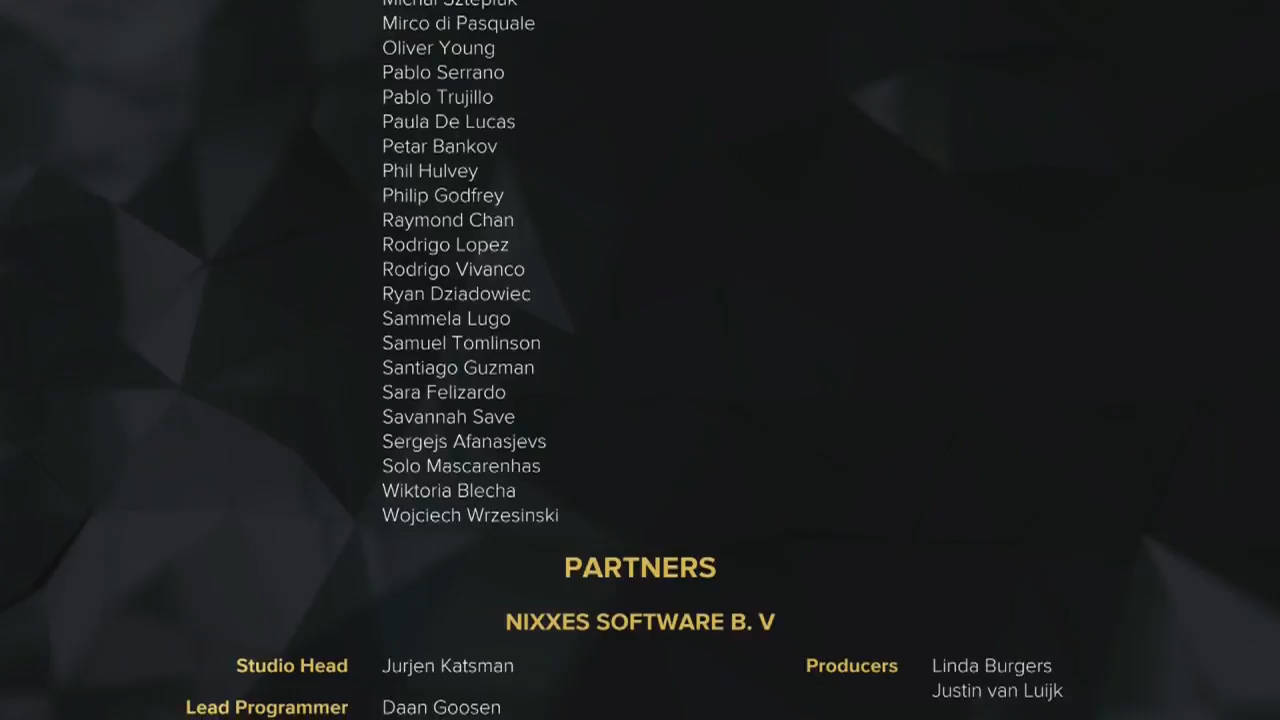 Michal Sztepiuk
Mirco di Pasquale
Oliver Young
Pablo Serrano
Pablo Trujillo
Paula De Lucas
Petar Bankov
Phil Hulvey
Philip Godfrey
Raymond Chan
Rodrigo Lopez
Rodrigo Vivanco
Ryan Dziadowiec
Sammela Lugo
Samuel Tomlinson
Santiago Guzman
Sara Felizardo
Savannah Save
Sergejs Afanasjevs
Solo Mascarenhas
Wiktoria Blecha
Wojciech Wrzesinski
PARTNERS
NIXXES SOFTWARE B. V
Studio Head Jurjen Katsman
Lead Programmer Daan Goosen
Producers Linda Burgers
Justin van Luijk